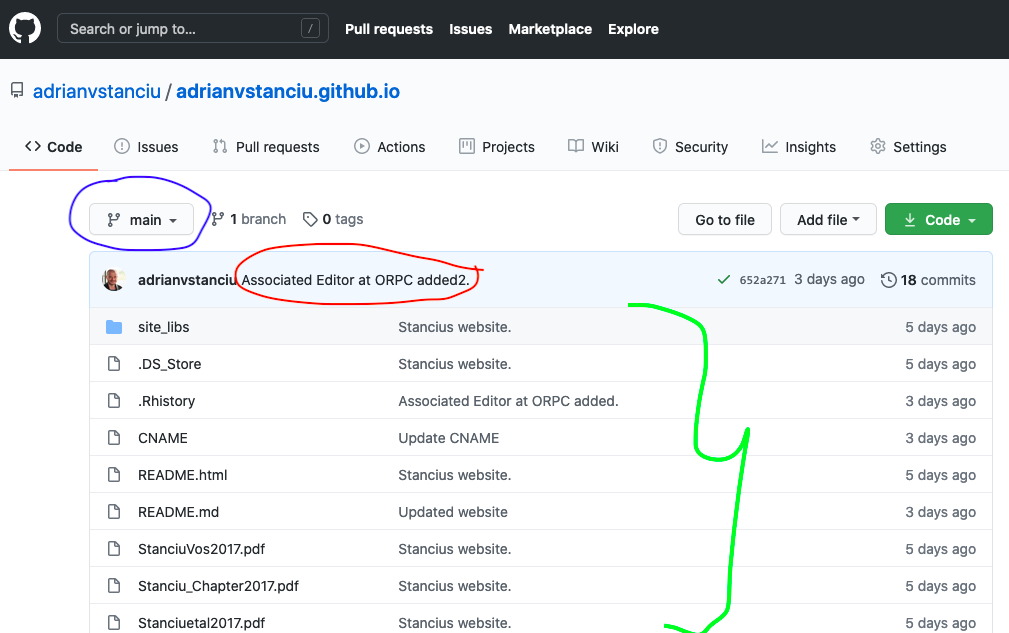 Search or jump to... /
Pull requests Issues Marketplace Explore
adrianvstanciu / adrianvstanciu.github.io
<> Code Issues Pull requests Actions Projects Wiki Security Insights Settings
main 1 branch 0 tags Go to file Add file Code
adrianvstanciu Associated Editor at ORPC added2. 652a271 3 days ago 18 commits
site_libs Stancius website. 5 days ago
.DS_Store Stancius website. 5 days ago
.Rhistory Associated Editor at ORPC added. 3 days ago
CNAME Update CNAME 3 days ago
README.html Stancius website. 5 days ago
README.md Updated website 3 days ago
StanciuVos2017.pdf Stancius website. 5 days ago
Stanciu_Chapter2017.pdf Stancius website. 5 days ago
Stanciuetal2017.pdf Stancius website. 5 days ago